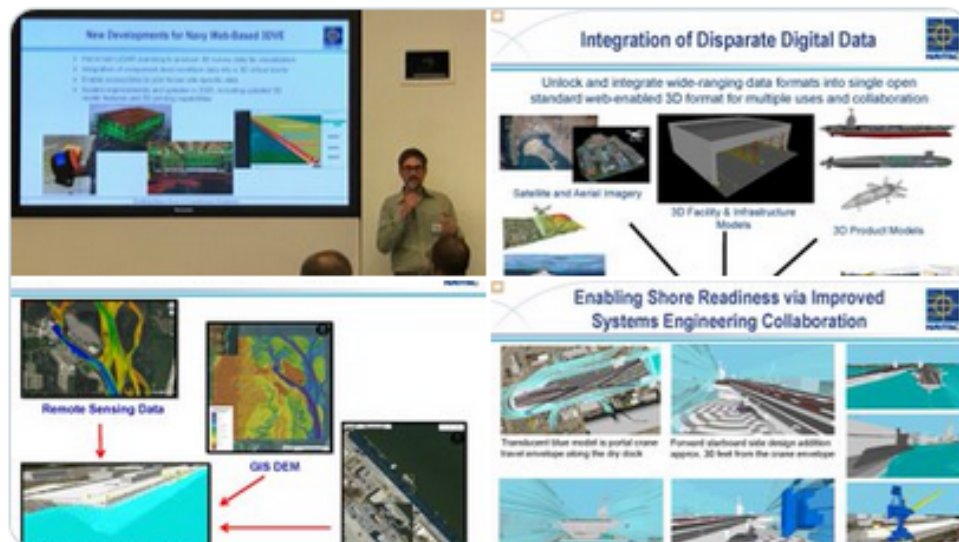 New Developments for Navy Web-Based 3DVE
Integration of Disparate Digital Data
Unlock and integrate wide-ranging data formats into single open
standard web-enabled 3D format for multiple uses and collaboration
Satellite and Aerial Imagery
3D Facility & Infrastructure
Models
3D Product Models
Remote Sensing Data
GIS DEM
Enabling Shore Readiness via Improved
Systems Engineering Collaboration
Translucent blue model is portal crane
travel envelope along the dry dock
Forward starboard side design addition
approx. 30 feet from the crane envelope